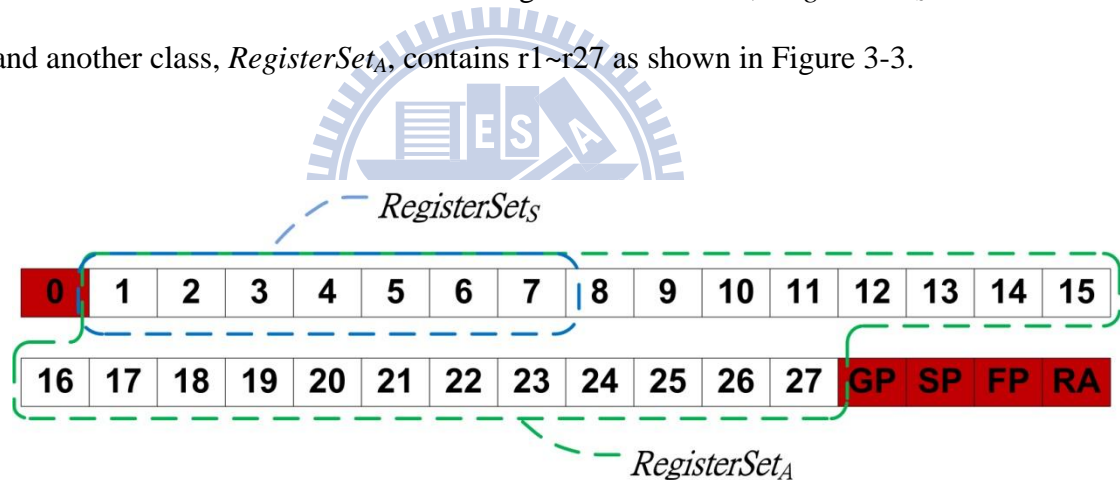 and another class, RegisterSetA, contains r1~r27 as shown in Figure 3-3.
E S A
RegisterSetS
0 1 2 3 4 5 6 7 8 9 10 11 12 13 14 15
16 17 18 19 20 21 22 23 24 25 26 27 GP SP FP RA
RegisterSetA